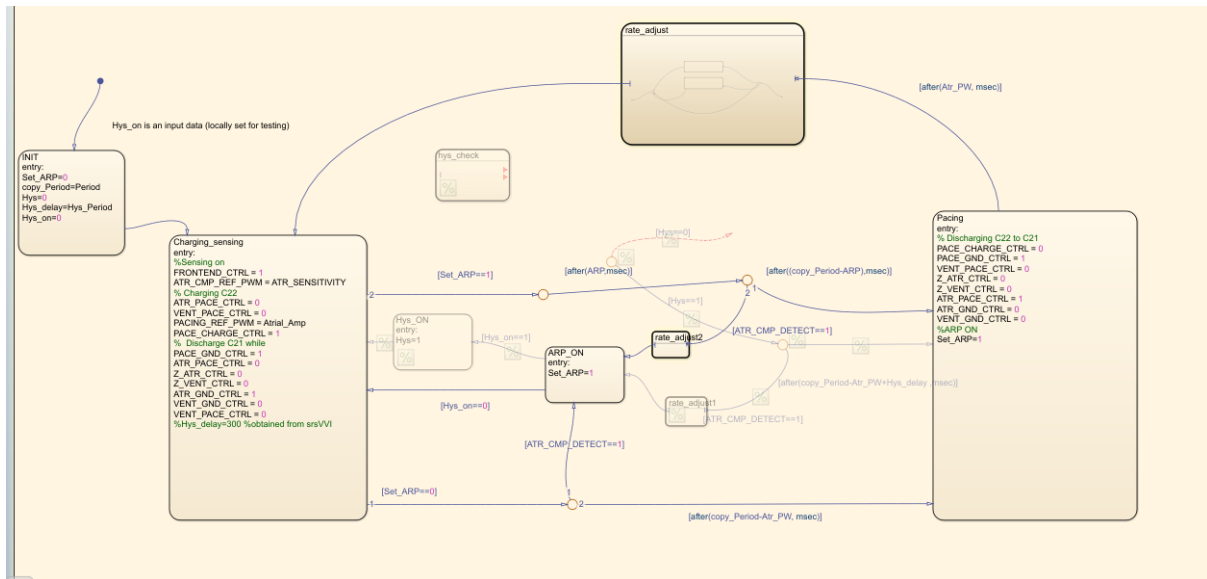 rate_adjust
[after(Atr_PW, msec)]
Hys_on is an input data (locally set for testing)
INIT
entry:
Set_ARP=0
copy_Period=Period
Hys=0
Hys_delay=Hys_Period
Hys_on=0
hys_check
%
Charging_sensing
entry:
%Sensing on
FRONTEND_CTRL = 1
ATR_CMP_REF_PWM = ATR_SENSITIVITY
% Charging C22
ATR_PACE_CTRL = 0
VENT_PACE_CTRL = 0
PACING_REF_PWM = Atrial_Amp
PACE_CHARGE_CTRL = 1
% Discharge C21 while
PACE_GND_CTRL = 1
ATR_PACE_CTRL = 0
Z_ATR_CTRL = 0
Z_VENT_CTRL = 0
ATR_GND_CTRL = 1
VENT_GND_CTRL = 0
VENT_PACE_CTRL = 0
%Hys_delay=300 %obtained from srsVVI
[Hys==0]
%
%
[Set_ARP==1]
2
[after(ARP,msec)]
[after((copy_Period-ARP),msec)]
1
2
[Hys==1]
%
[ATR_CMP_DETECT==1]
%
%
Hys_ON
entry:
Hys=1
%
%
[Hys_on==1]
rate_adjust2
ARP_ON
entry:
Set_ARP=1
[after(copy_Period-Atr_PW+Hys_delay ,msec)]
%
rate_adjust1
%
[ATR_CMP_DETECT==1]
[Hys_on==0]
[ATR_CMP_DETECT==1]
[Set_ARP==0]
1
1
2
[after(copy_Period-Atr_PW, msec)]
Pacing
entry:
% Discharging C22 to C21
PACE_CHARGE_CTRL = 0
PACE_GND_CTRL = 1
VENT_PACE_CTRL = 0
Z_ATR_CTRL = 0
Z_VENT_CTRL = 0
ATR_PACE_CTRL = 1
ATR_GND_CTRL = 0
VENT_GND_CTRL = 0
%ARP ON
Set_ARP=1